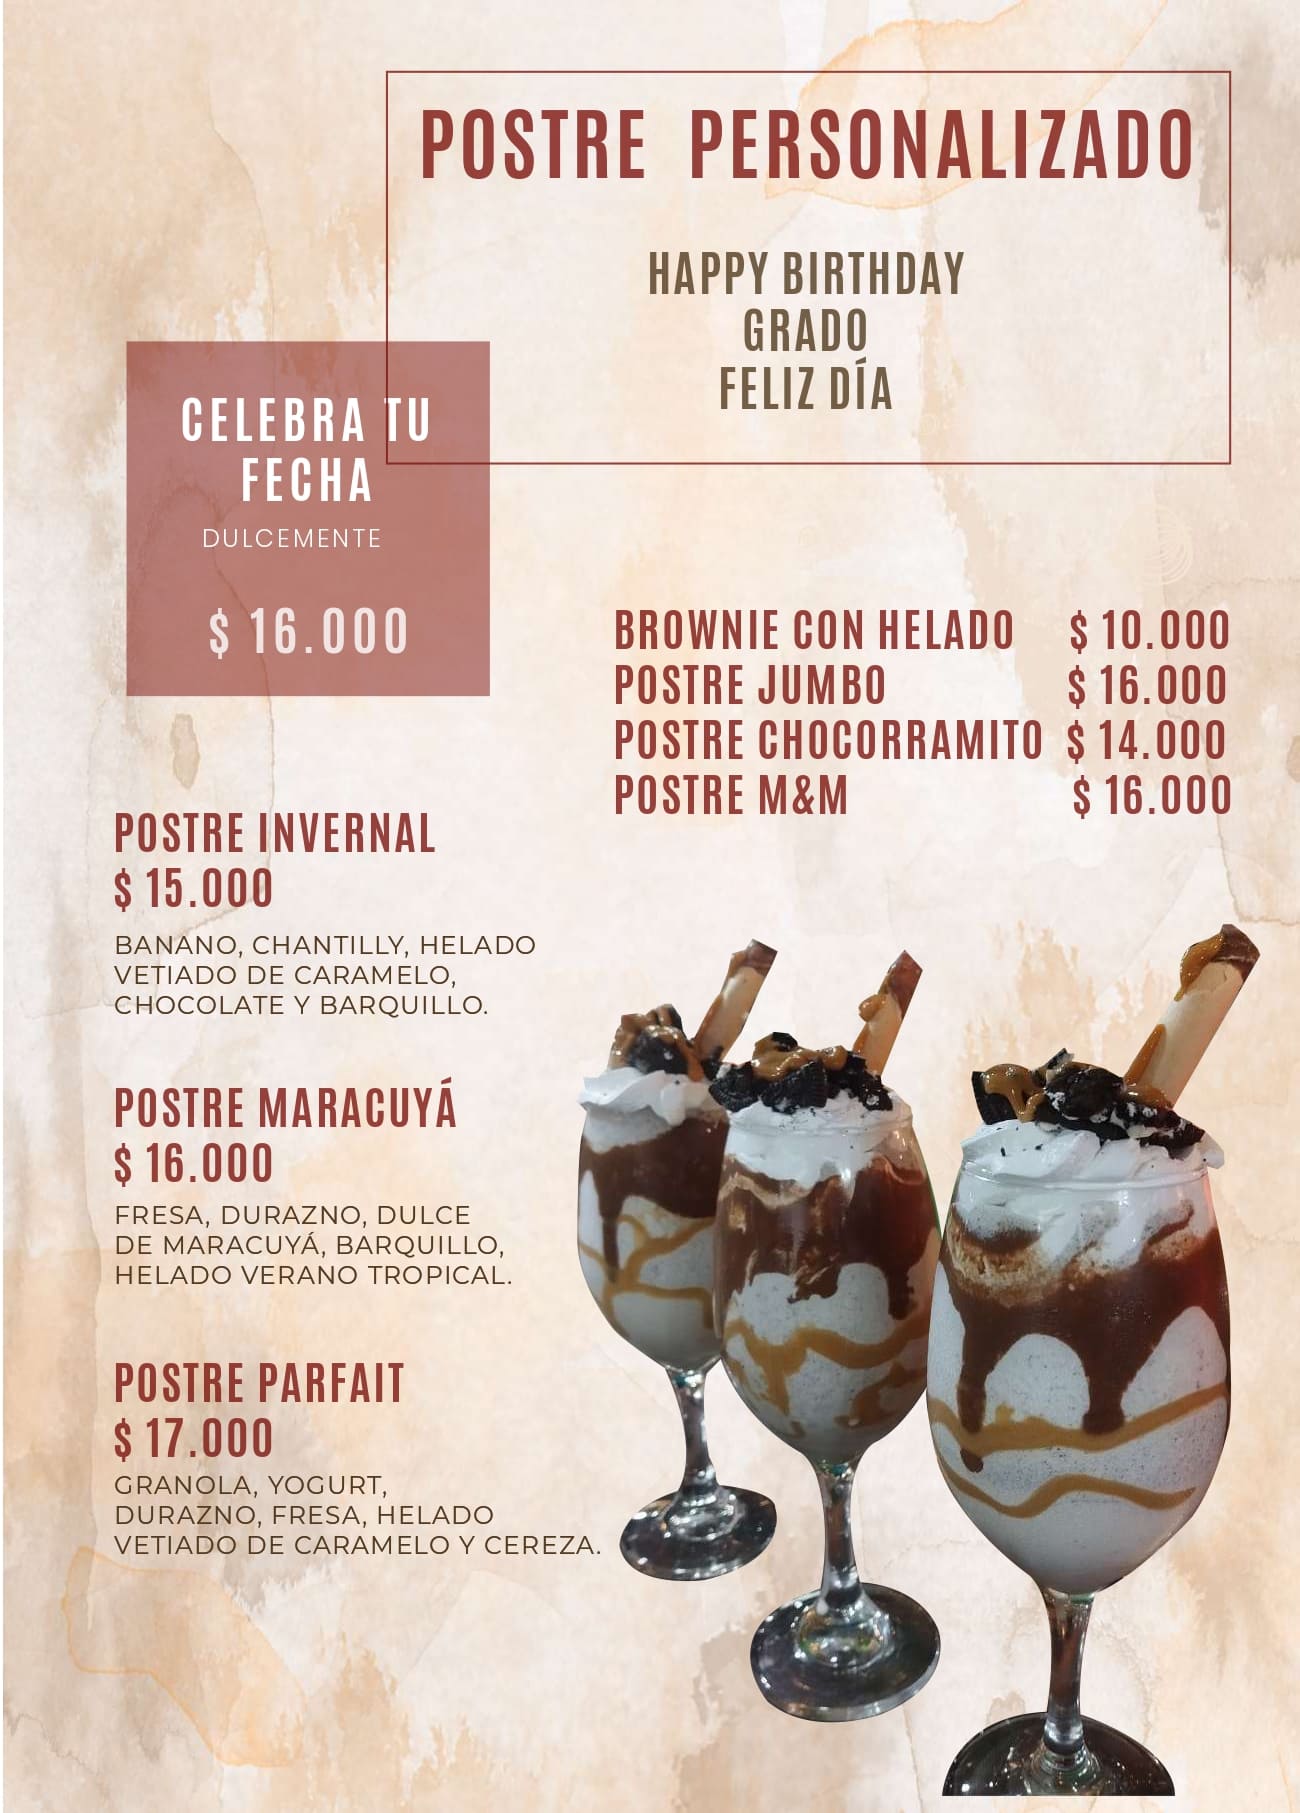 POSTRE PERSONALIZADO
HAPPY BIRTHDAY
GRADO
FELIZ DÍA
CELEBRA TU
FECHA
DULCEMENTE
$ 16.000
BROWNIE CON HELADO $ 10.000
POSTRE JUMBO $ 16.000
POSTRE CHOCORRAMITO $ 14.000
POSTRE M&M $ 16.000
POSTRE INVERNAL
$ 15.000
BANANO, CHANTILLY, HELADO
VETIADO DE CARAMELO,
CHOCOLATE Y BARQUILLO.
POSTRE MARACUYÁ
$ 16.000
FRESA, DURAZNO, DULCE
DE MARACUYÁ, BARQUILLO,
HELADO VERANO TROPICAL.
POSTRE PARFAIT
$ 17.000
GRANOLA, YOGURT,
DURAZNO, FRESA, HELADO
VETIADO DE CARAMELO Y CEREZA.